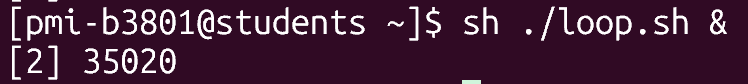 [pmi-b3801@students ~]$ sh ./loop.sh &
[2] 35020